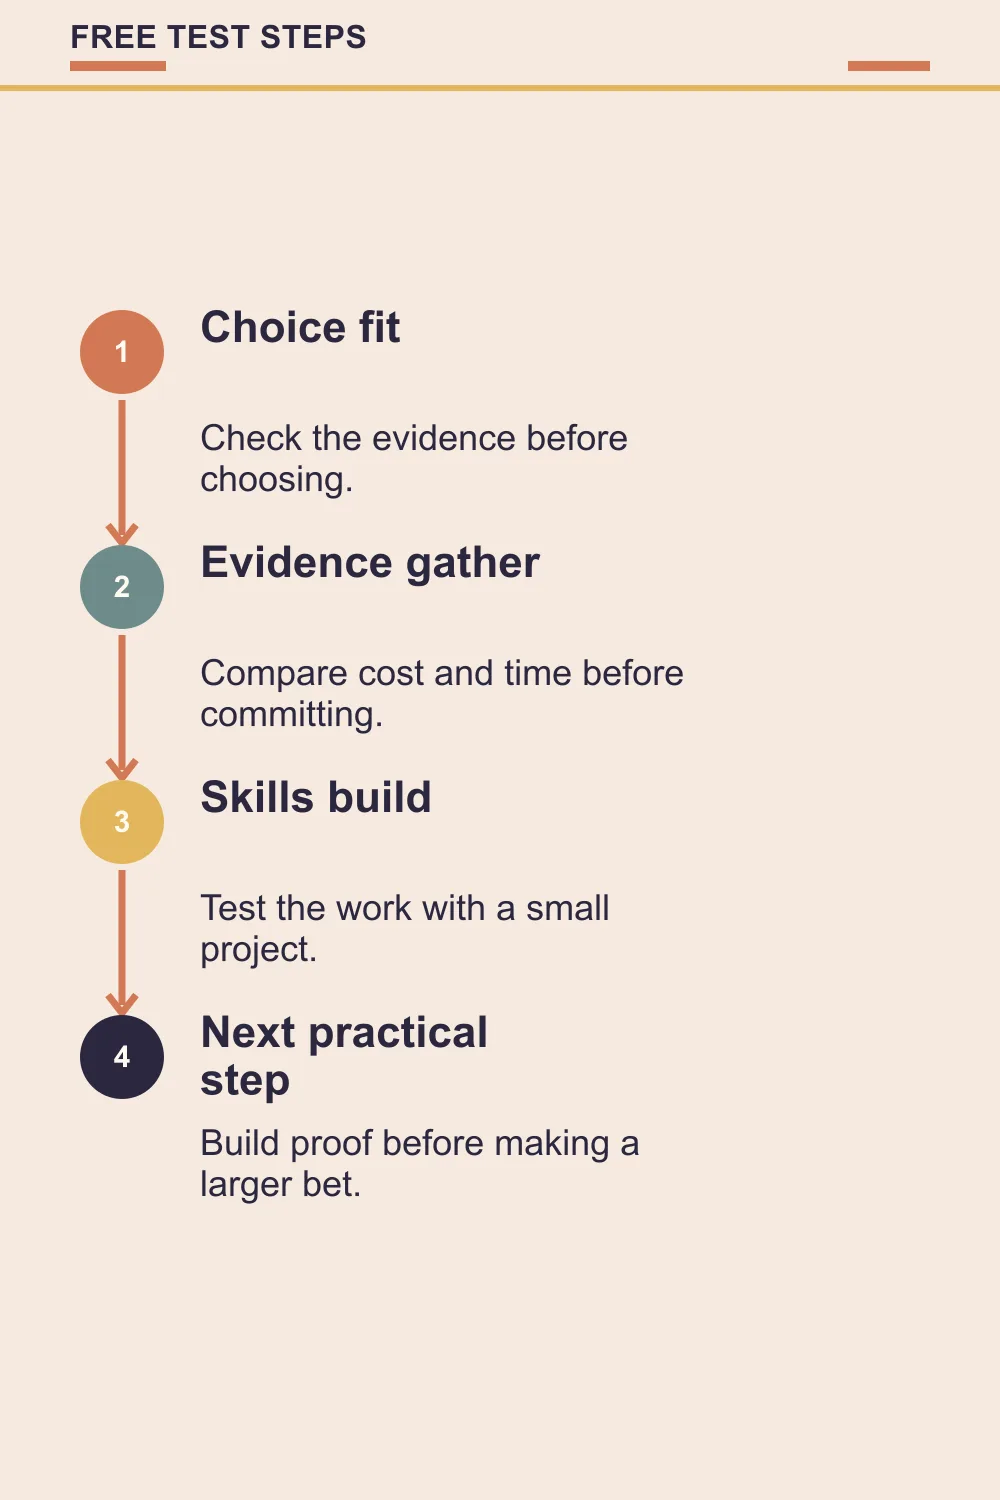 FREE TEST STEPS
1
Choice fit
Check the evidence before
choosing.
2
Evidence gather
Compare cost and time before
committing.
3
Skills build
Test the work with a small
project.
4
Next practical
step
Build proof before making a
larger bet.